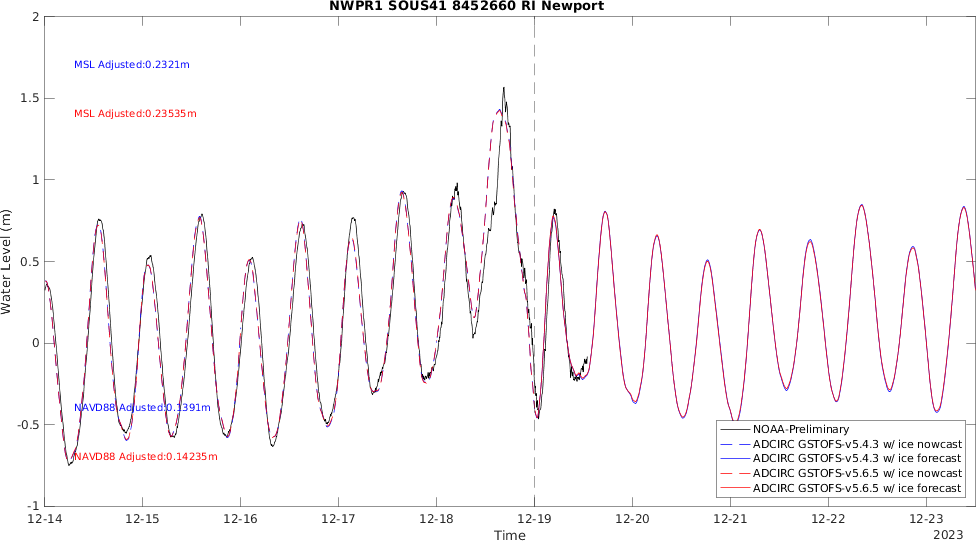 NWPR1 SOUS41 8452660 RI Newport
2
1.5
1
0.5
0
-0.5
-1
Water Level (m)
MSL Adjusted:0.2321m
MSL Adjusted:0.23535m
NAVD88 Adjusted:0.1391m
NAVD88 Adjusted:0.14235m
NOAA-Preliminary
ADCIRC GSTOFS-v5.4.3 w/ ice nowcast
ADCIRC GSTOFS-v5.4.3 w/ ice forecast
ADCIRC GSTOFS-v5.6.5 w/ ice nowcast
ADCIRC GSTOFS-v5.6.5 w/ ice forecast
12-14 12-15 12-16 12-17 12-18 12-19 12-20 12-21 12-22 12-23
Time
2023